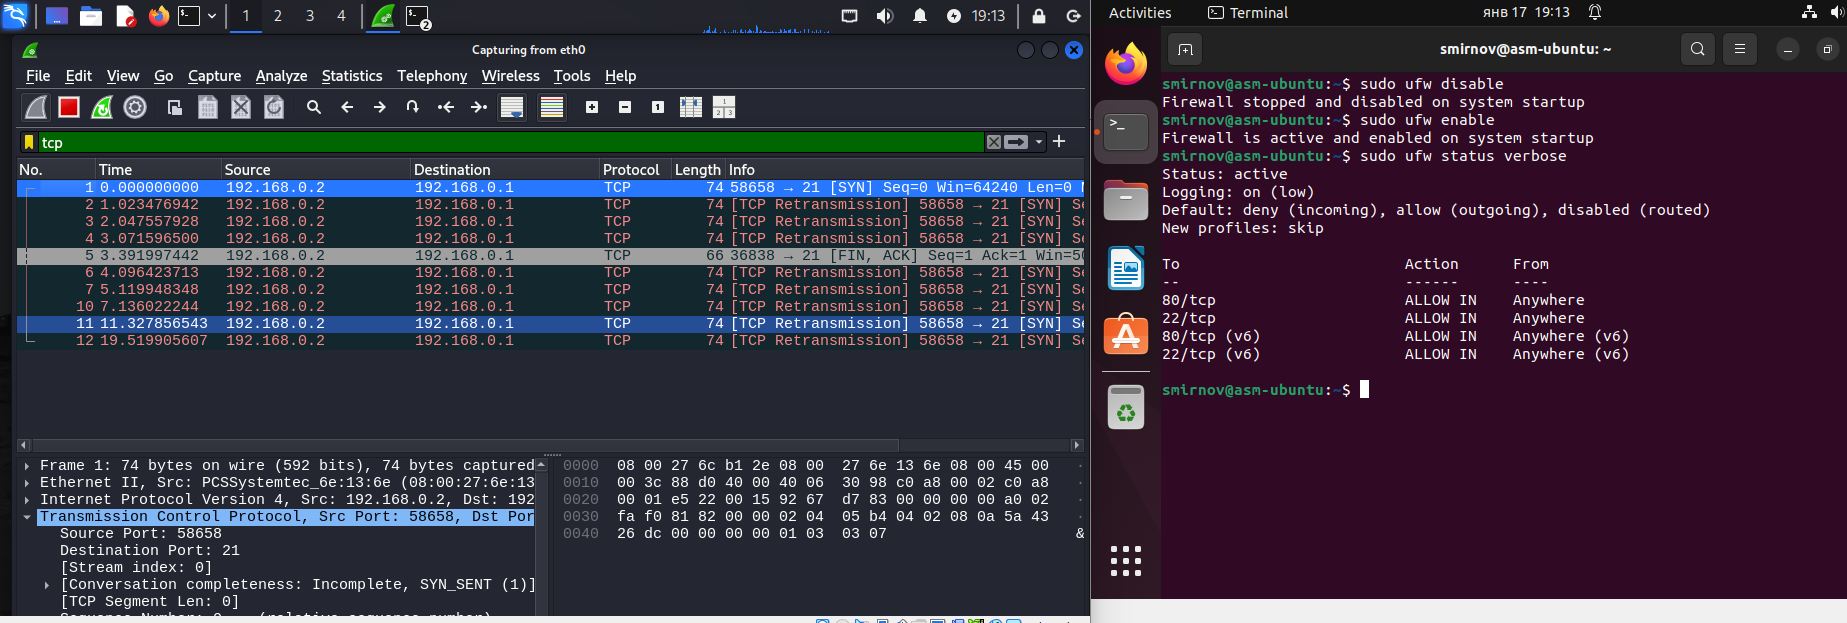 1 2 3 4 2 19:13
Capturing from eth0
File Edit View Go Capture Analyze Statistics Telephony Wireless Tools Help
tcp
No. Time Source Destination Protocol Length Info
1 0.000000000 192.168.0.2 192.168.0.1 TCP 74 58658 → 21 [SYN] Seq=0 Win=64240 Len=0
2 1.023476942 192.168.0.2 192.168.0.1 TCP 74 [TCP Retransmission] 58658 → 21 [SYN]
3 2.047557928 192.168.0.2 192.168.0.1 TCP 74 [TCP Retransmission] 58658 → 21 [SYN]
4 3.071596500 192.168.0.2 192.168.0.1 TCP 74 [TCP Retransmission] 58658 → 21 [SYN]
5 3.391997442 192.168.0.2 192.168.0.1 TCP 66 36838 → 21 [FIN, ACK] Seq=1 Ack=1
6 4.096423713 192.168.0.2 192.168.0.1 TCP 74 [TCP Retransmission] 58658 → 21 [SYN]
7 5.119948348 192.168.0.2 192.168.0.1 TCP 74 [TCP Retransmission] 58658 → 21 [SYN]
10 7.136022244 192.168.0.2 192.168.0.1 TCP 74 [TCP Retransmission] 58658 → 21 [SYN]
11 11.327856543 192.168.0.2 192.168.0.1 TCP 74 [TCP Retransmission] 58658 → 21 [SYN]
12 19.519905607 192.168.0.2 192.168.0.1 TCP 74 [TCP Retransmission] 58658 → 21 [SYN]
Frame 1: 74 bytes on wire (592 bits), 74 bytes captured
Ethernet II, Src: PCSSystemtec_6e:13:6e (08:00:27:6e:13
Internet Protocol Version 4, Src: 192.168.0.2, Dst: 192
Transmission Control Protocol, Src Port: 58658, Dst Por
Source Port: 58658
Destination Port: 21
[Stream index: 0]
[Conversation completeness: Incomplete, SYN_SENT (1)]
[TCP Segment Len: 0]
0000 08 00 27 6c b1 2e 08 00 27 6e 13 6e 08 00 45 00
0010 00 3c 88 d0 40 00 40 06 30 98 c0 a8 00 02 c0 a8
0020 00 01 e5 22 00 15 92 67 d7 83 00 00 00 00 a0 02
0030 fa f0 81 82 00 00 02 04 05 b4 04 02 08 0a 5a 43
0040 26 dc 00 00 00 00 01 03 03 07 &
Activities Terminal янв 17 19:13
smirnov@asm-ubuntu: ~
smirnov@asm-ubuntu:~$ sudo ufw disable
Firewall stopped and disabled on system startup
smirnov@asm-ubuntu:~$ sudo ufw enable
Firewall is active and enabled on system startup
smirnov@asm-ubuntu:~$ sudo ufw status verbose
Status: active
Logging: on (low)
Default: deny (incoming), allow (outgoing), disabled (routed)
New profiles: skip
To Action From
-- ------ ----
80/tcp ALLOW IN Anywhere
22/tcp ALLOW IN Anywhere
80/tcp (v6) ALLOW IN Anywhere (v6)
22/tcp (v6) ALLOW IN Anywhere (v6)
smirnov@asm-ubuntu:~$